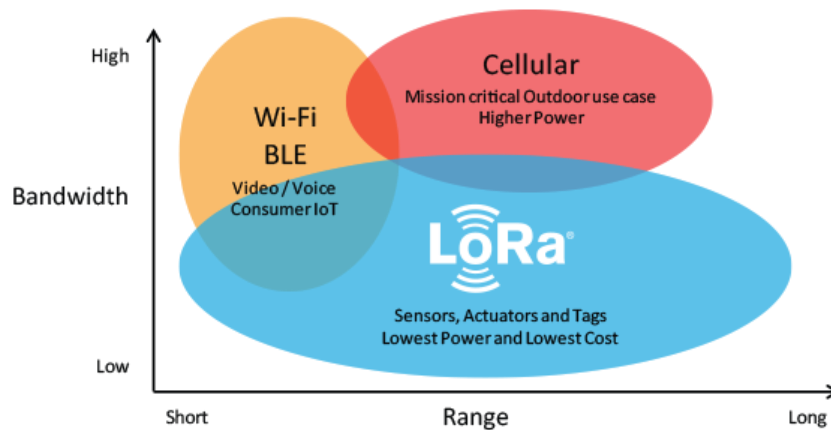 High
Bandwidth
Low
Wi-Fi
BLE
Video / Voice
Consumer IoT
Cellular
Mission critical Outdoor use case
Higher Power
LoRa®
Sensors, Actuators and Tags
Lowest Power and Lowest Cost
Short
Range
Long